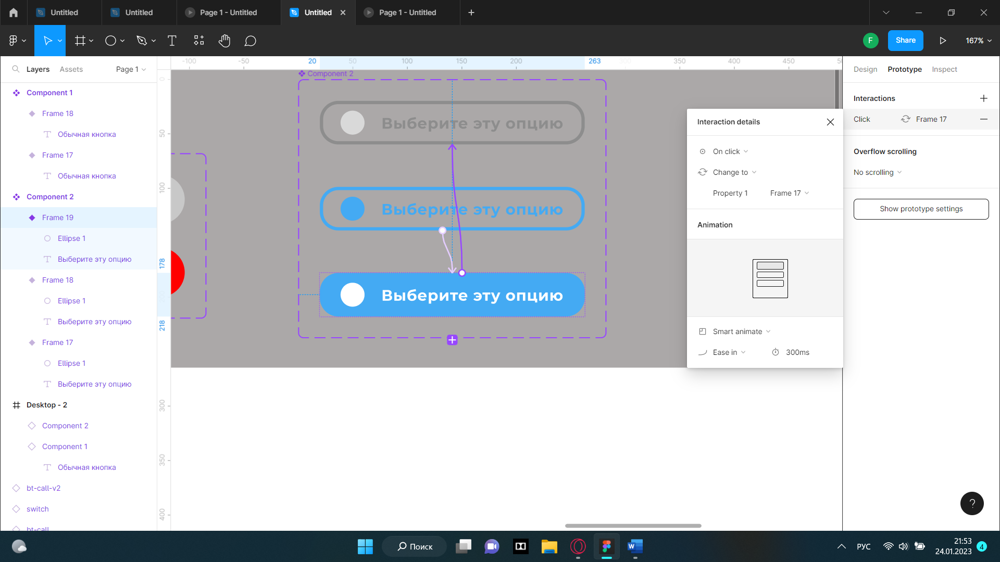 Untitled
Untitled
Page 1 - Untitled
Untitled
Page 1 - Untitled
F
Share
167%
Layers
Assets
Page 1
-100
-50
20
50
100
150
200
263
300
350
400
450
Design
Prototype
Inspect
Component 1
Frame 18
Обычная кнопка
Frame 17
Обычная кнопка
Component 2
Frame 19
Ellipse 1
Выберите эту опцию
Frame 18
Ellipse 1
Выберите эту опцию
Frame 17
Ellipse 1
Выберите эту опцию
Desktop - 2
Component 2
Component 1
Обычная кнопка
bt-call-v2
switch
bt-call
0
50
100
178
218
300
350
400
Component 2
Выберите эту опцию
Выберите эту опцию
Выберите эту опцию
Interaction details
On click
Change to
Property 1
Frame 17
Animation
Smart animate
Ease in
300ms
Interactions
Click
Frame 17
Overflow scrolling
No scrolling
Show prototype settings
?
Поиск
W
РУС
21:53
24.01.2023
4